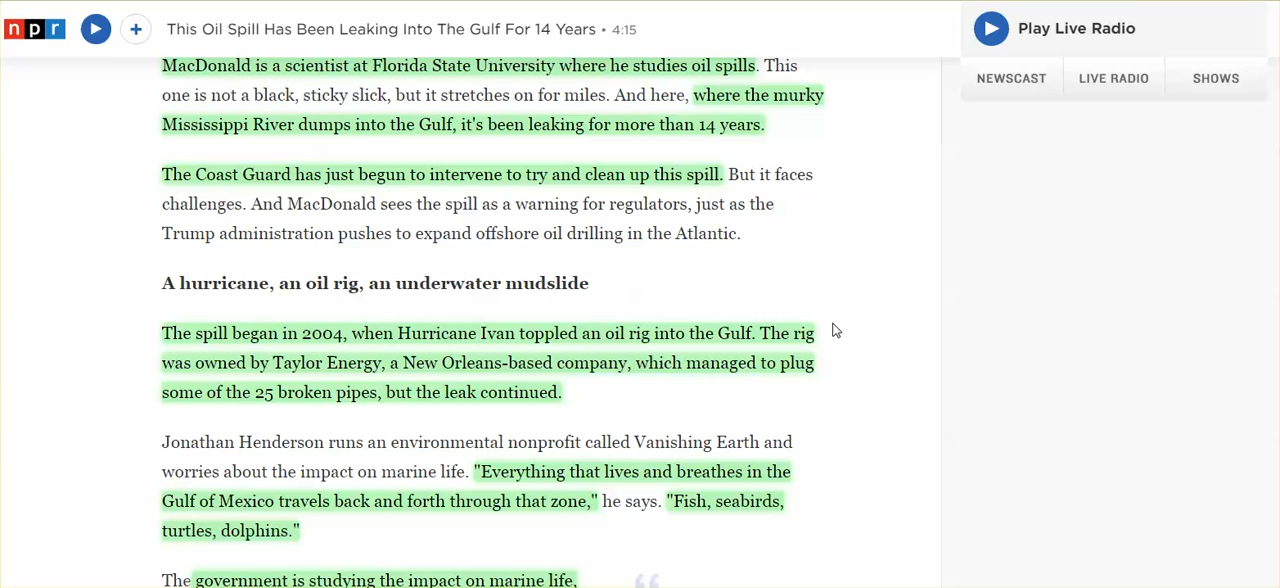 npr
This Oil Spill Has Been Leaking Into The Gulf For 14 Years • 4:15
Play Live Radio
NEWSCAST
LIVE RADIO
SHOWS
MacDonald is a scientist at Florida State University where he studies oil spills. This
one is not a black, sticky slick, but it stretches on for miles. And here, where the murky
Mississippi River dumps into the Gulf, it's been leaking for more than 14 years.
The Coast Guard has just begun to intervene to try and clean up this spill. But it faces
challenges. And MacDonald sees the spill as a warning for regulators, just as the
Trump administration pushes to expand offshore oil drilling in the Atlantic.
A hurricane, an oil rig, an underwater mudslide
The spill began in 2004, when Hurricane Ivan toppled an oil rig into the Gulf. The rig
was owned by Taylor Energy, a New Orleans-based company, which managed to plug
some of the 25 broken pipes, but the leak continued.
Jonathan Henderson runs an environmental nonprofit called Vanishing Earth and
worries about the impact on marine life. "Everything that lives and breathes in the
Gulf of Mexico travels back and forth through that zone," he says. "Fish, seabirds,
turtles, dolphins."
The government is studying the impact on marine life,